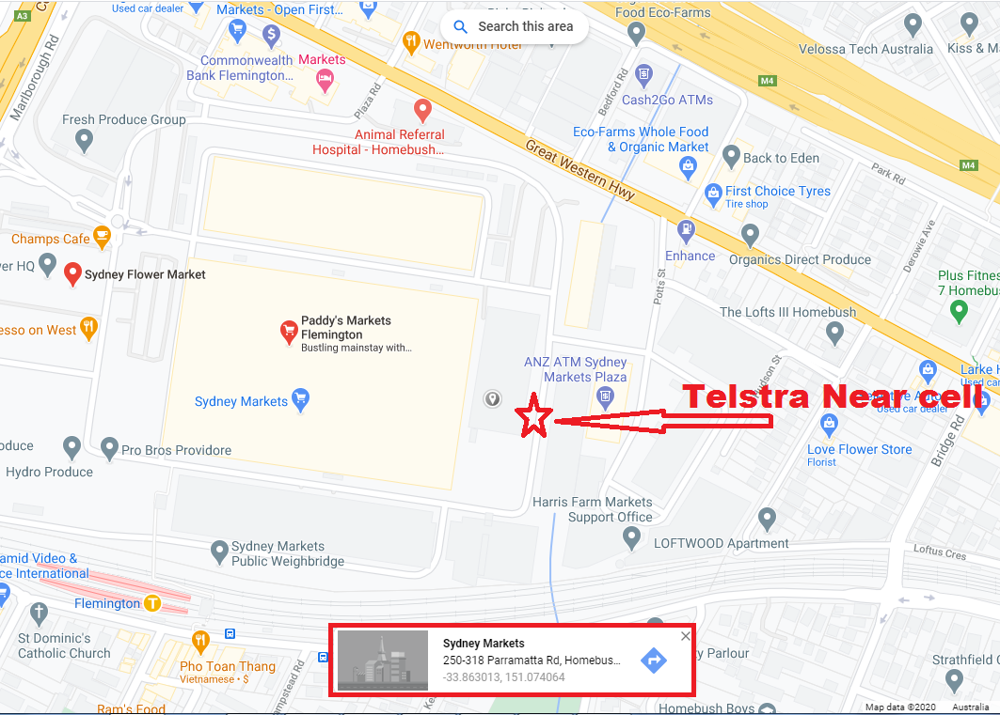 A3
Used car dealer
Markets - Open First...
Search this area
Food Eco-Farms
Velossa Tech Australia
Kiss & M
Marlborough Rd
Wentworth Hotel
Commonwealth
Bank Flemington...
Markets
Plaza Rd
Bedford Rd
Cash2Go ATMs
M4
Fresh Produce Group
Animal Referral
Hospital - Homebush...
Great Western Hwy
Eco-Farms Whole Food
& Organic Market
Back to Eden
M4
Park Rd
First Choice Tyres
Tire shop
Champs Cafe
Enhance
Organics Direct Produce
Derowie Ave
er HQ
Sydney Flower Market
Potts St
Plus Fitnes
7 Homebus
The Lofts III Homebush
Paddy's Markets
Flemington
Bustling mainstay with...
esso on West
ANZ ATM Sydney
Markets Plaza
Hudson St
Larke H
Used ca
Telstra Near cell
Used car dealer
Sydney Markets
Bridge Rd
oduce
Pro Bros Providore
Hydro Produce
Love Flower Store
Florist
Harris Farm Markets
Support Office
LOFTWOOD Apartment
Loftus Cres
Sydney Markets
Public Weighbridge
amid Video &
ce International
Flemington
T
St Dominic's
Catholic Church
Pho Toan Thang
Vietnamese • $
Sydney Markets
250-318 Parramatta Rd, Homebus...
-33.863013, 151.074064
y Parlour
Strathfield
Australia C
Ram's Food
Homebush Boys
Map data ©2020
Australia